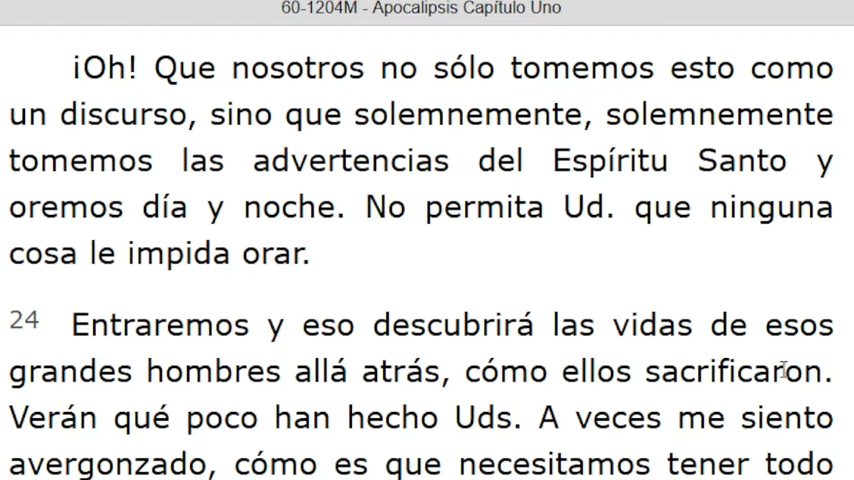 60-1204M - Apocalipsis Capítulo Uno
¡Oh! Que nosotros no sólo tomemos esto como
un discurso, sino que solemnemente, solemnemente
tomemos las advertencias del Espíritu Santo y
oremos día y noche. No permita Ud. que ninguna
cosa le impida orar.
24 Entraremos y eso descubrirá las vidas de esos
grandes hombres allá atrás, cómo ellos sacrificaron.
Verán qué poco han hecho Uds. A veces me siento
avergonzado, cómo es que necesitamos tener todo